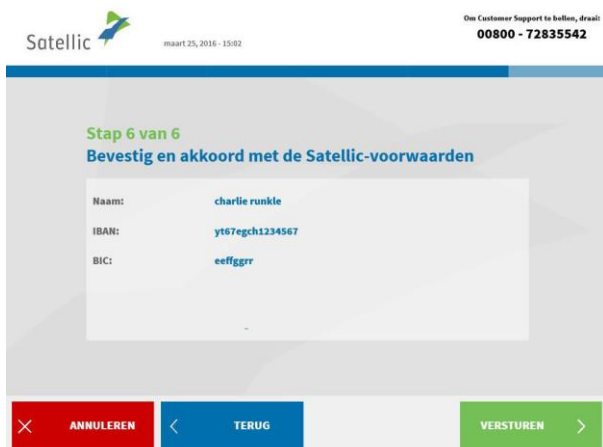 Satellic
maart 25, 2016 - 15:02
Om Customer Support te bellen, draai:
00800 - 72835542
Stap 6 van 6
Bevestig en akkoord met de Satellic-voorwaarden
Naam: charlie runkle
IBAN: yt67egch1234567
BIC: eeffggrr
-
ANNULEREN
TERUG
VERSTUREN